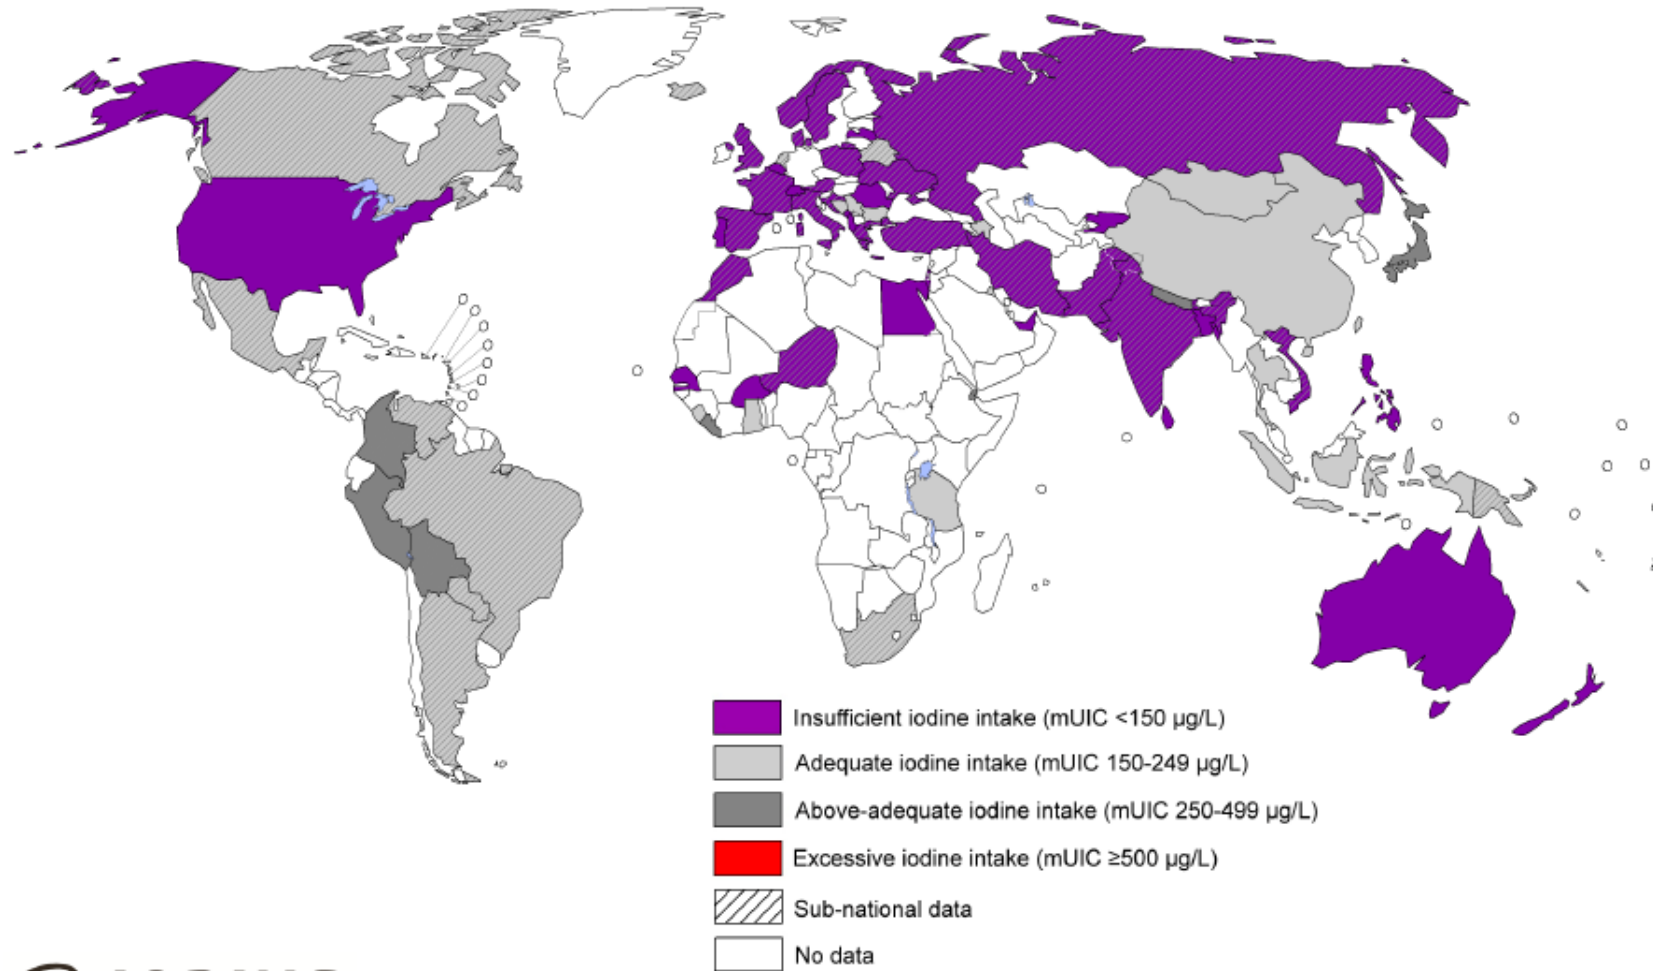 Insufficient iodine intake (mUIC <150 µg/L)
Adequate iodine intake (mUIC 150-249 µg/L)
Above-adequate iodine intake (mUIC 250-499 µg/L)
Excessive iodine intake (mUIC ≥500 µg/L)
Sub-national data
No data